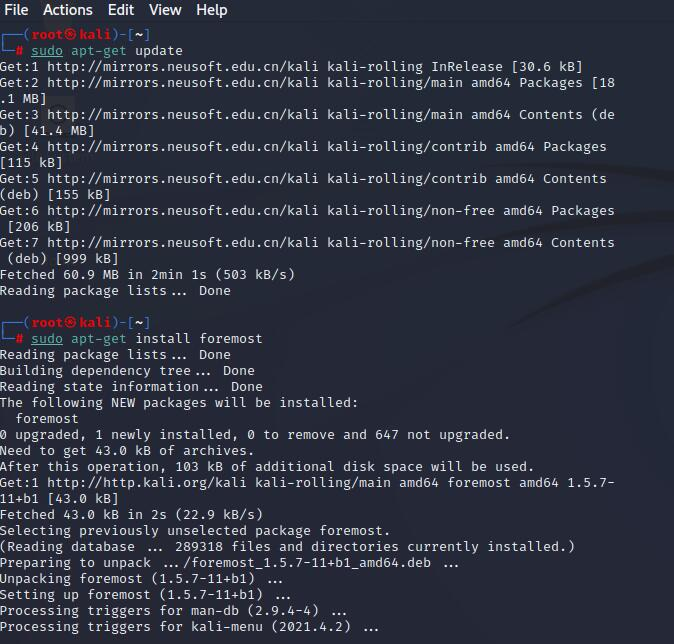 File Actions Edit View Help
┌──(root㉿kali)-[~]
└─# sudo apt-get update
Get:1 http://mirrors.neusoft.edu.cn/kali kali-rolling InRelease [30.6 kB]
Get:2 http://mirrors.neusoft.edu.cn/kali kali-rolling/main amd64 Packages [18
.1 MB]
Get:3 http://mirrors.neusoft.edu.cn/kali kali-rolling/main amd64 Contents (de
b) [41.4 MB]
Get:4 http://mirrors.neusoft.edu.cn/kali kali-rolling/contrib amd64 Packages
[115 kB]
Get:5 http://mirrors.neusoft.edu.cn/kali kali-rolling/contrib amd64 Contents
(deb) [155 kB]
Get:6 http://mirrors.neusoft.edu.cn/kali kali-rolling/non-free amd64 Packages
[206 kB]
Get:7 http://mirrors.neusoft.edu.cn/kali kali-rolling/non-free amd64 Contents
(deb) [999 kB]
Fetched 60.9 MB in 2min 1s (503 kB/s)
Reading package lists... Done
┌──(root㉿kali)-[~]
└─# sudo apt-get install foremost
Reading package lists... Done
Building dependency tree... Done
Reading state information... Done
The following NEW packages will be installed:
foremost
0 upgraded, 1 newly installed, 0 to remove and 647 not upgraded.
Need to get 43.0 kB of archives.
After this operation, 103 kB of additional disk space will be used.
Get:1 http://http.kali.org/kali kali-rolling/main amd64 foremost amd64 1.5.7-
11+b1 [43.0 kB]
Fetched 43.0 kB in 2s (22.9 kB/s)
Selecting previously unselected package foremost.
(Reading database ... 289318 files and directories currently installed.)
Preparing to unpack .../foremost_1.5.7-11+b1_amd64.deb ...
Unpacking foremost (1.5.7-11+b1) ...
Setting up foremost (1.5.7-11+b1) ...
Processing triggers for man-db (2.9.4-4) ...
Processing triggers for kali-menu (2021.4.2) ...